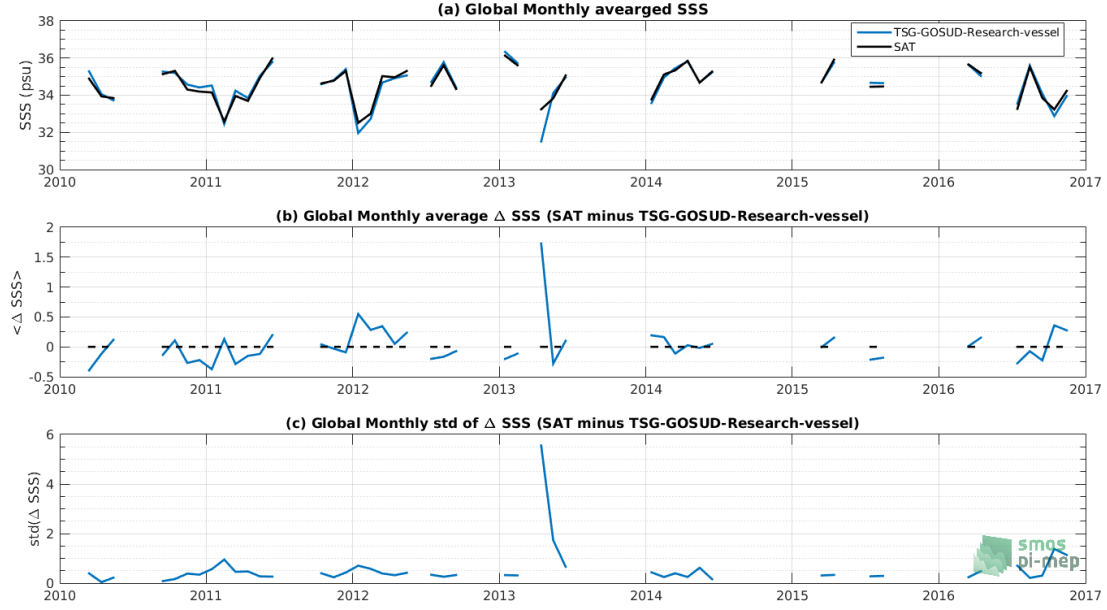 (a) Global Monthly avearged SSS
38
36
34
32
30
SSS (psu)
TSG-GOSUD-Research-vessel
SAT
2010 2011 2012 2013 2014 2015 2016 2017
(b) Global Monthly average Δ SSS (SAT minus TSG-GOSUD-Research-vessel)
2
1.5
1
0.5
0
-0.5
<Δ SSS>
2010 2011 2012 2013 2014 2015 2016 2017
(c) Global Monthly std of Δ SSS (SAT minus TSG-GOSUD-Research-vessel)
6
4
2
0
std(Δ SSS)
smos
pi-mep
2010 2011 2012 2013 2014 2015 2016 2017